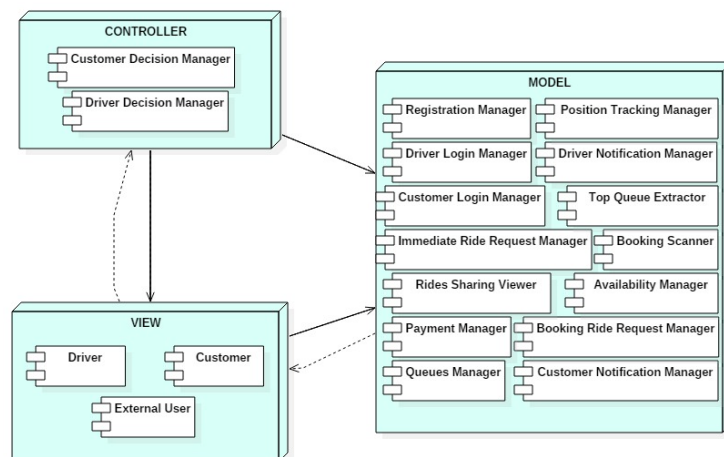 CONTROLLER
Customer Decision Manager
Driver Decision Manager
MODEL
Registration Manager
Position Tracking Manager
Driver Login Manager
Driver Notification Manager
Customer Login Manager
Top Queue Extractor
Immediate Ride Request Manager
Booking Scanner
Rides Sharing Viewer
Availability Manager
Payment Manager
Booking Ride Request Manager
Queues Manager
Customer Notification Manager
VIEW
Driver
Customer
External User